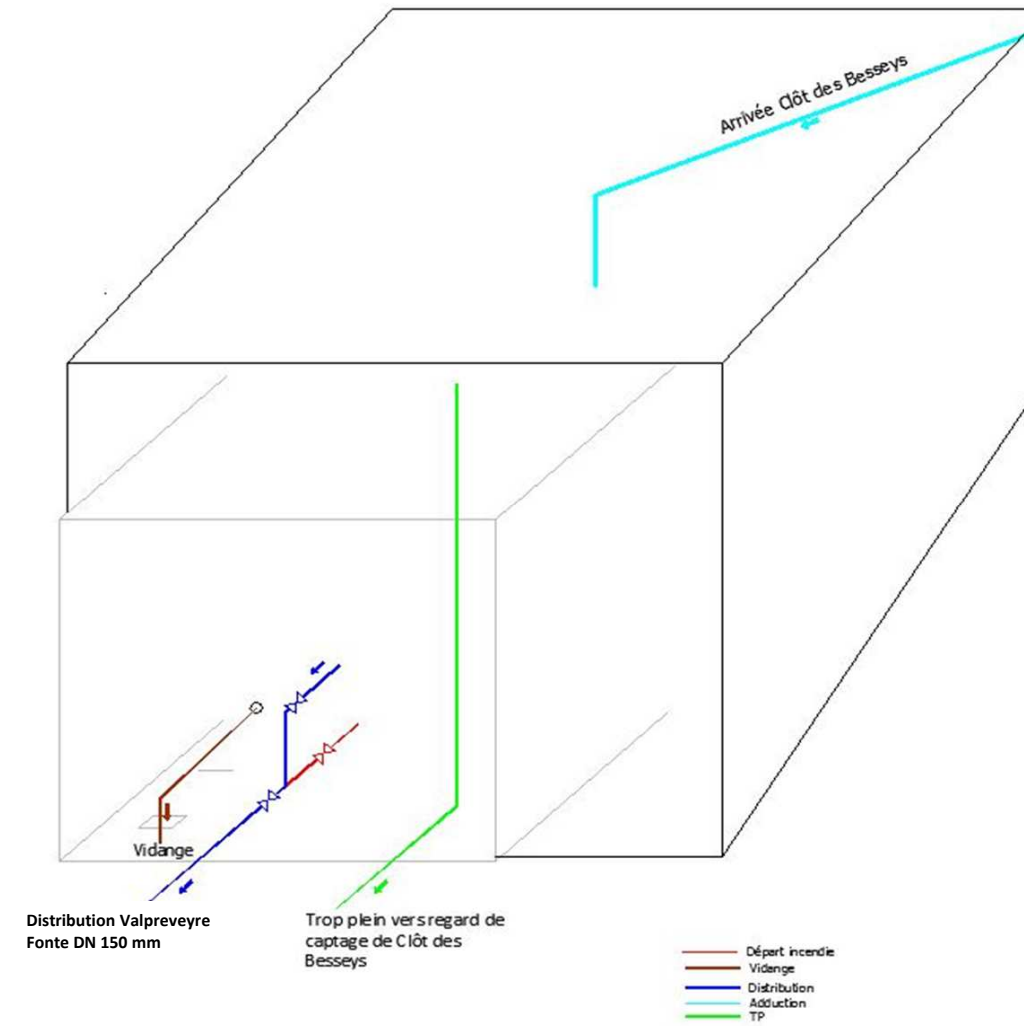 Arrivée Clôt des Besseys
Vidange
Distribution Valpreveyre
Fonte DN 150 mm
Trop plein vers regard de
captage de Clôt des
Besseys
Départ incendie
Vidange
Distribution
Adduction
TP